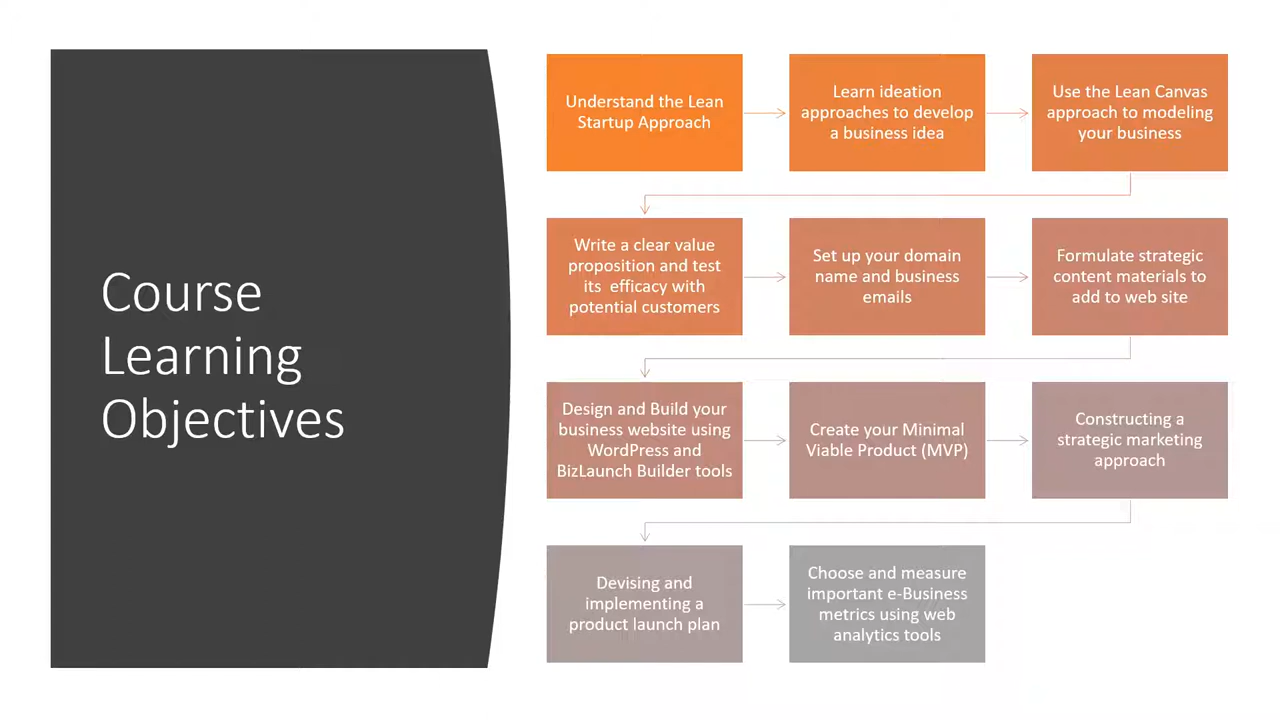 Course
Learning
Objectives
Understand the Lean
Startup Approach
Learn ideation
approaches to develop
a business idea
Use the Lean Canvas
approach to modeling
your business
Write a clear value
proposition and test
its  efficacy with
potential customers
Set up your domain
name and business
emails
Formulate strategic
content materials to
add to web site
Design and Build your
business website using
WordPress and
BizLaunch Builder tools
Create your Minimal
Viable Product (MVP)
Constructing a
strategic marketing
approach
Devising and
implementing a
product launch plan
Choose and measure
important e-Business
metrics using web
analytics tools